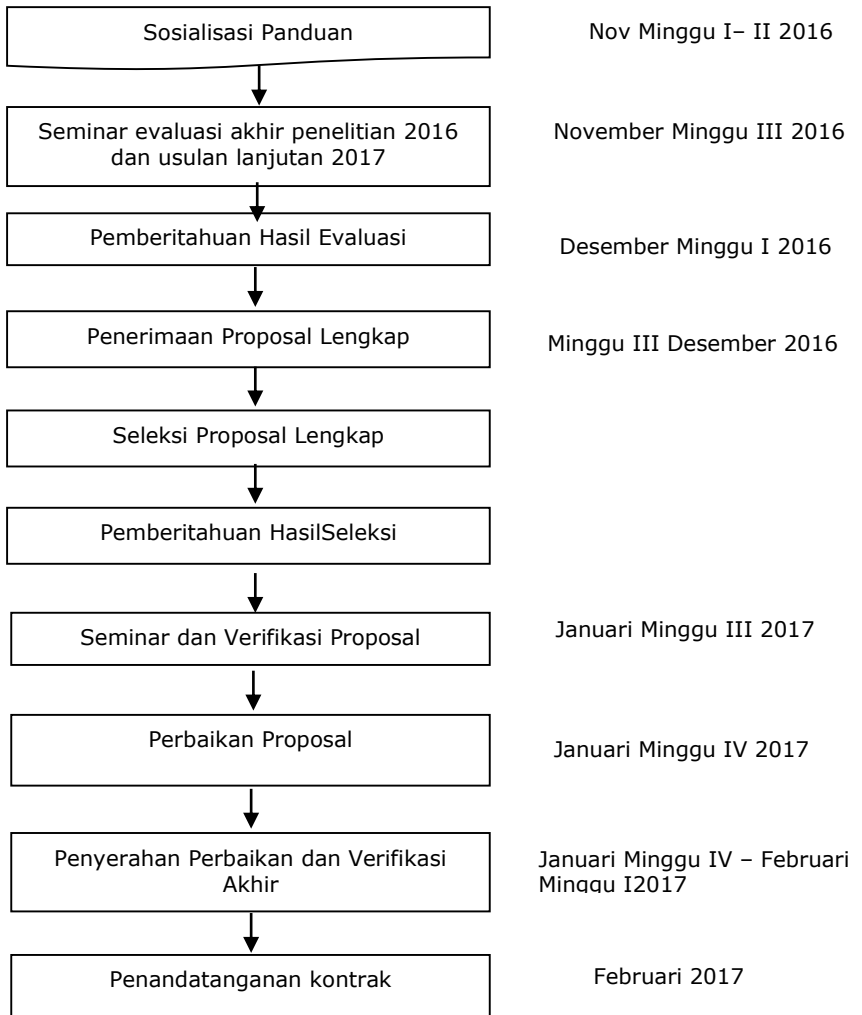 Sosialisasi Panduan
Nov Minggu I– II 2016
Seminar evaluasi akhir penelitian 2016
dan usulan lanjutan 2017
November Minggu III 2016
Pemberitahuan Hasil Evaluasi
Desember Minggu I 2016
Penerimaan Proposal Lengkap
Minggu III Desember 2016
Seleksi Proposal Lengkap
Pemberitahuan HasilSeleksi
Seminar dan Verifikasi Proposal
Januari Minggu III 2017
Perbaikan Proposal
Januari Minggu IV 2017
Penyerahan Perbaikan dan Verifikasi
Akhir
Januari Minggu IV – Februari
Minggu I2017
Penandatanganan kontrak
Februari 2017